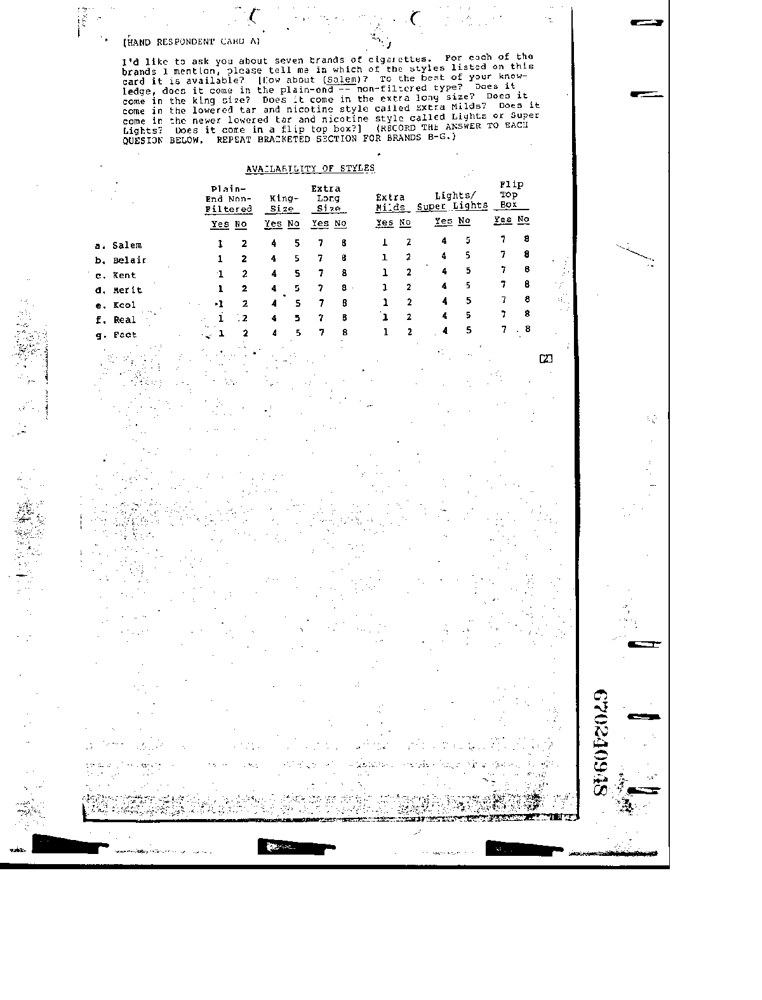 (HAND RESPONDENT CARD A)
I'd like to ask you about seven brands of cigarettes. For each of the
brands I mention, please tell me in which of the styles listed on this
card it is available? [How about (Salem)? To the best of your know-
ledge, does it come in the plain-end -- non-filtered type? Does it
come in the king size? Does it come in the extra long size? Does it
come in the lowered tar and nicotine style called Extra Milds? Does it
come in the newer lowered tar and nicotine style called Lights or Super
Lights? Does it come in a flip top box?] (RECORD THE ANSWER TO EACH
QUESION BELOW. REPEAT BRACKETED SECTION FOR BRANDS B-G.)
AVAILABILITY OF STYLES
Plain- Extra Flip
End Non- King- Long Extra Lights/ Top
Filtered Size Size Milds Super Lights Box
Yes No Yes No Yes No Yes No Yes No Yes No
a. Salem 1 2 4 5 7 8 1 2 4 5 7 8
b. Belair 1 2 4 5 7 8 1 2 4 5 7 8
c. Kent 1 2 4 5 7 8 1 2 4 5 7 8
d. Merit 1 2 4 5 7 8 1 2 4 5 7 8
e. Kool 1 2 4 5 7 8 1 2 4 5 7 8
f. Real 1 2 4 5 7 8 1 2 4 5 7 8
g. Fact 1 2 4 5 7 8 1 2 4 5 7 8
[2]
670240948